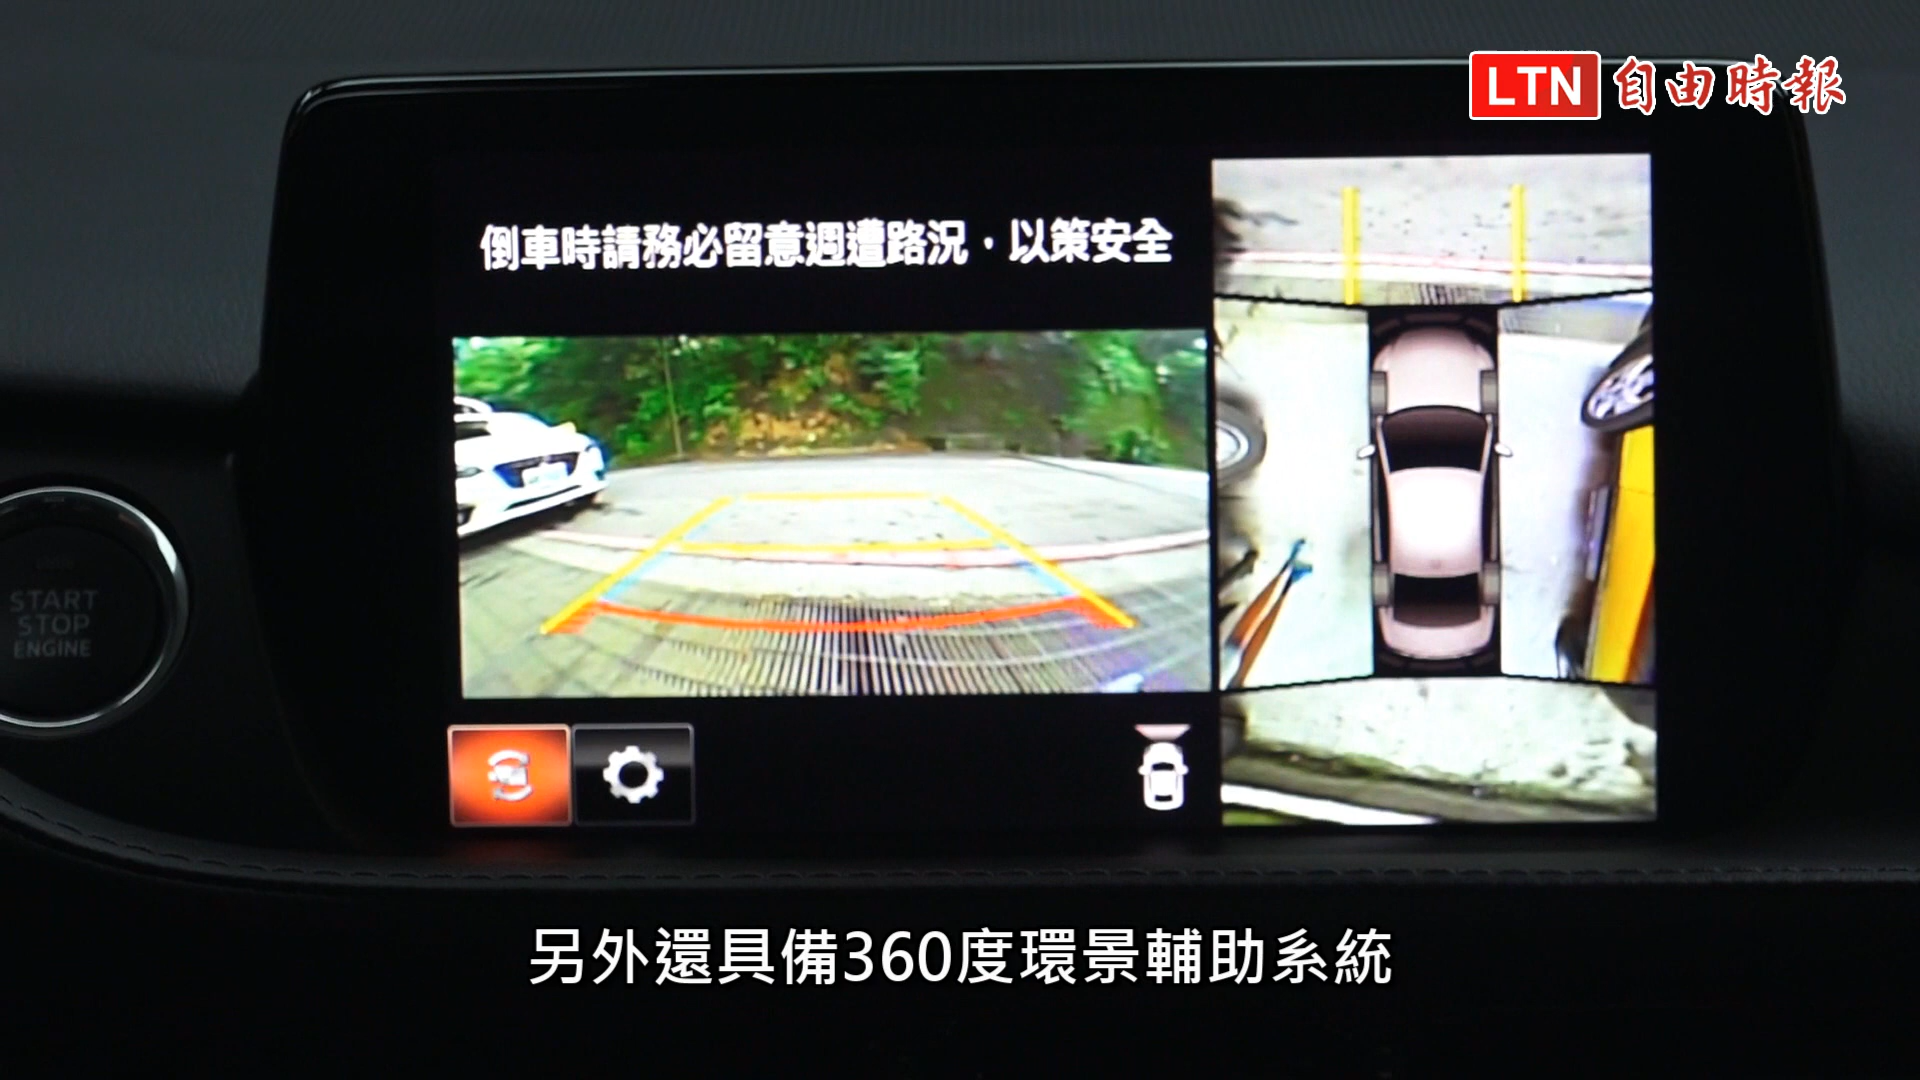 LTN 自由時報
倒車時請務必留意週遭路況,以策安全
START
STOP
ENGINE
另外還具備360度環景輔助系統